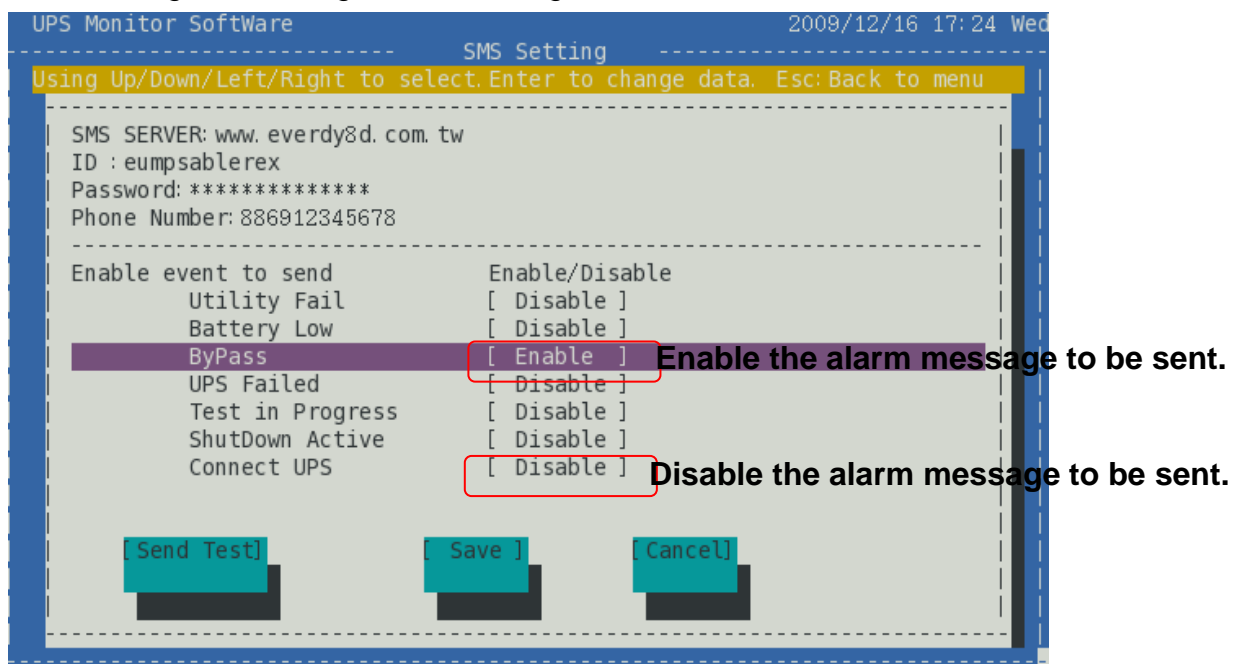 UPS Monitor SoftWare 2009/12/16 17:24 Wed
SMS Setting
Using Up/Down/Left/Right to select.Enter to change data. Esc:Back to menu
SMS SERVER: www.everdy8d.com.tw
ID :eumpsablerex
Password:**************
Phone Number:886912345678
Enable event to send Enable/Disable
Utility Fail [ Disable ]
Battery Low [ Disable ]
ByPass [ Enable ] Enable the alarm message to be sent.
UPS Failed [ Disable ]
Test in Progress [ Disable ]
ShutDown Active [ Disable ]
Connect UPS [ Disable ] Disable the alarm message to be sent.
[Send Test] [ Save ] [Cancel]